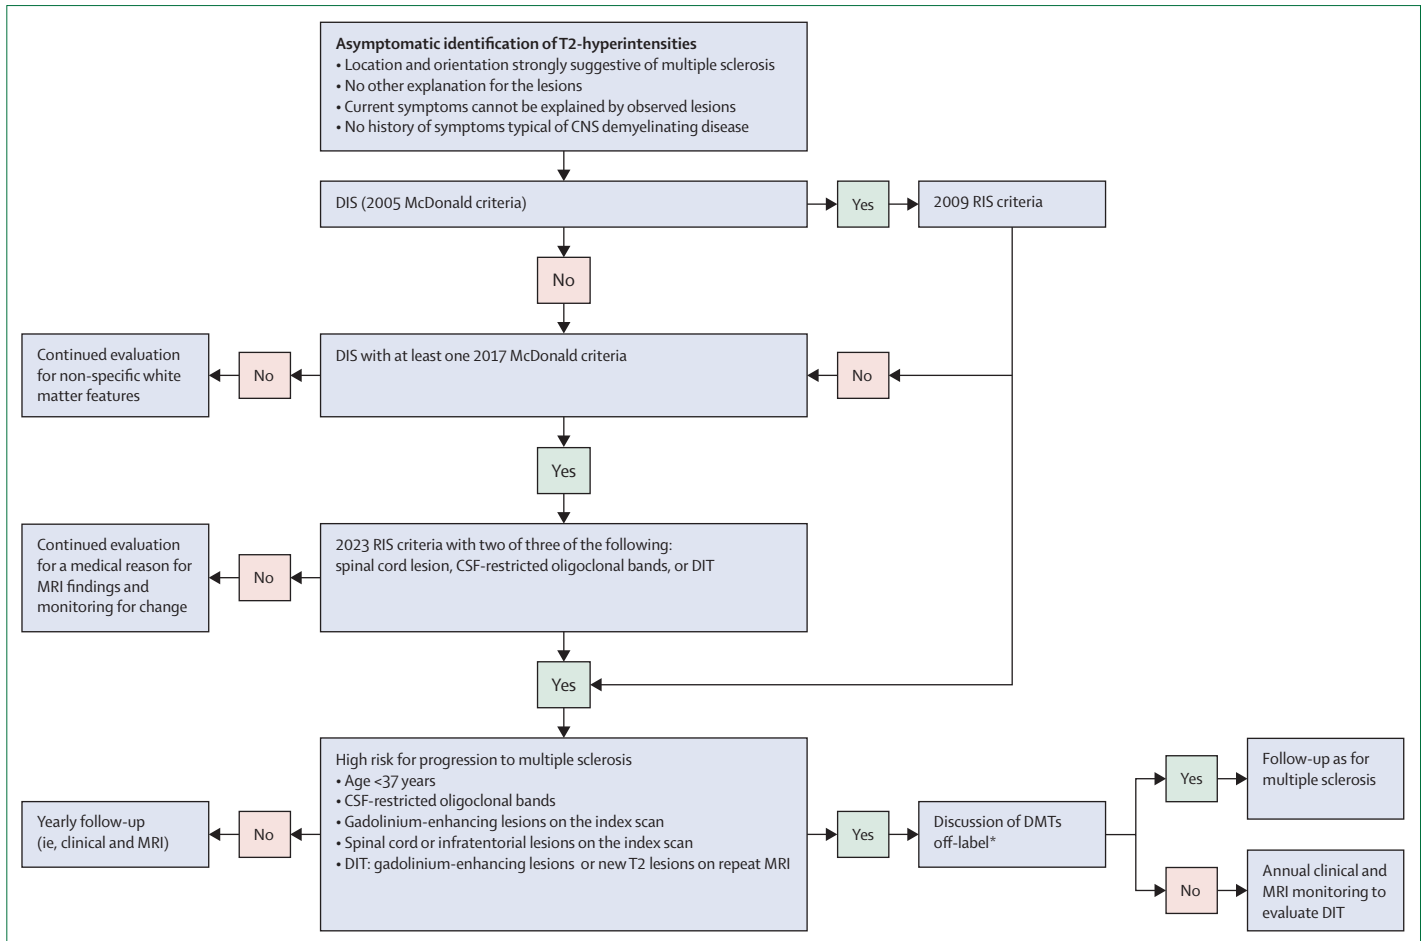 Asymptomatic identification of T2-hyperintensities
• Location and orientation strongly suggestive of multiple sclerosis
• No other explanation for the lesions
• Current symptoms cannot be explained by observed lesions
• No history of symptoms typical of CNS demyelinating disease
DIS (2005 McDonald criteria)
Yes
2009 RIS criteria
No
Continued evaluation
for non-specific white
matter features
No
DIS with at least one 2017 McDonald criteria
No
Yes
Continued evaluation
for a medical reason for
MRI findings and
monitoring for change
No
2023 RIS criteria with two of three of the following:
spinal cord lesion, CSF-restricted oligoclonal bands, or DIT
Yes
Yearly follow-up
(ie, clinical and MRI)
No
High risk for progression to multiple sclerosis
• Age <37 years
• CSF-restricted oligoclonal bands
• Gadolinium-enhancing lesions on the index scan
• Spinal cord or infratentorial lesions on the index scan
• DIT: gadolinium-enhancing lesions or new T2 lesions on repeat MRI
Yes
Discussion of DMTs
off-label*
Yes
Follow-up as for
multiple sclerosis
No
Annual clinical and
MRI monitoring to
evaluate DIT